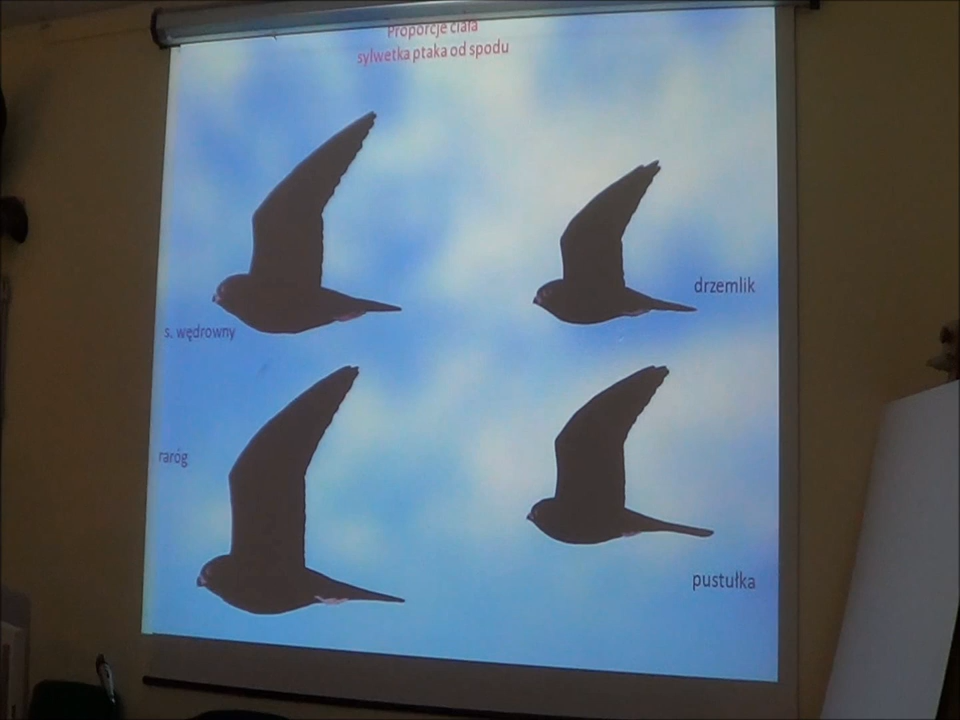 Proporcje ciała
sylwetka ptaka od spodu
s. wędrowny
drzemlik
raróg
pustułka